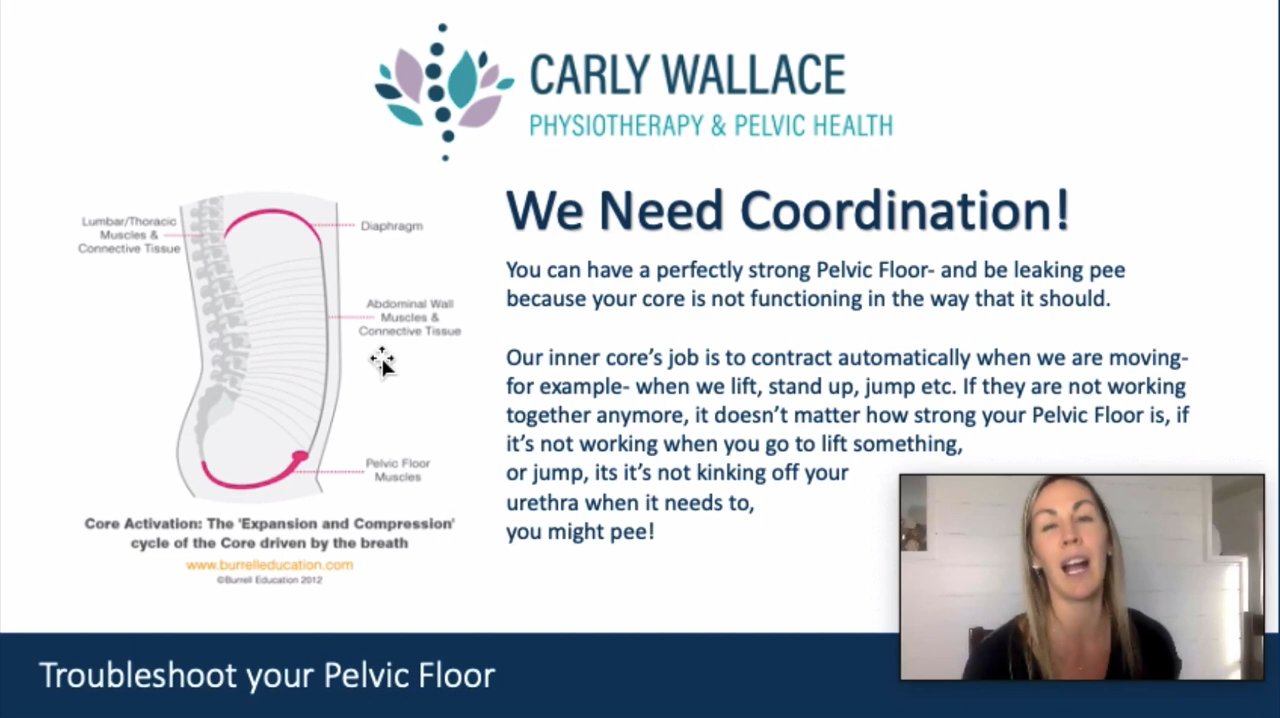 CARLY WALLACE
PHYSIOTHERAPY & PELVIC HEALTH
Lumbar/Thoracic
Muscles &
Connective Tissue
Diaphragm
Abdominal Wall
Muscles &
Connective Tissue
Pelvic Floor
Muscles
Core Activation: The 'Expansion and Compression'
cycle of the Core driven by the breath
www.burrelleducation.com
©Burrell Education 2012
We Need Coordination!
You can have a perfectly strong Pelvic Floor- and be leaking pee
because your core is not functioning in the way that it should.
Our inner core's job is to contract automatically when we are moving-
for example- when we lift, stand up, jump etc. If they are not working
together anymore, it doesn't matter how strong your Pelvic Floor is, if
it's not working when you go to lift something,
or jump, its it's not kinking off your
urethra when it needs to,
you might pee!
Troubleshoot your Pelvic Floor